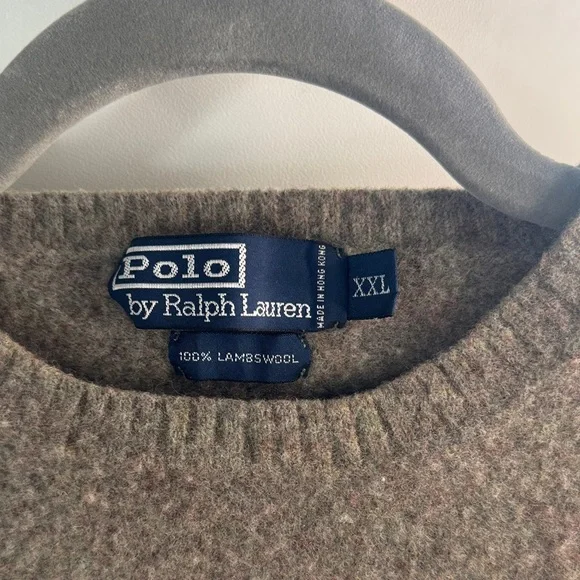 Polo
by Ralph Lauren
MADE IN HONG KONG
XXL
100% LAMBSWOOL